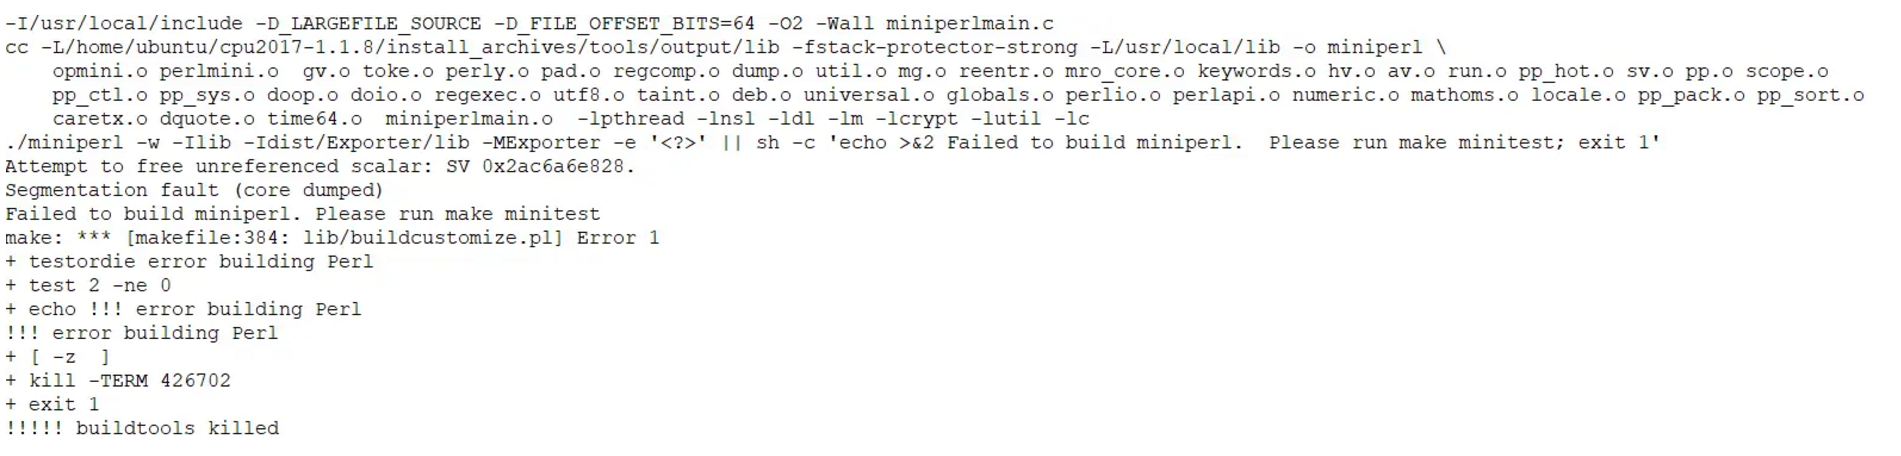 -I/usr/local/include -D_LARGEFILE_SOURCE -D_FILE_OFFSET_BITS=64 -O2 -Wall miniperlmain.c
cc -L/home/ubuntu/cpu2017-1.1.8/install_archives/tools/output/lib -fstack-protector-strong -L/usr/local/lib -o miniperl \
    opmini.o perlmini.o  gv.o toke.o perly.o pad.o regcomp.o dump.o util.o mg.o reentr.o mro_core.o keywords.o hv.o av.o run.o pp_hot.o sv.o pp.o scope.o
    pp_ctl.o pp_sys.o doop.o doio.o regexec.o utf8.o taint.o deb.o universal.o globals.o perlio.o perlapi.o numeric.o mathoms.o locale.o pp_pack.o pp_sort.o
    caretx.o dquote.o time64.o  miniperlmain.o  -lpthread -lnsl -ldl -lm -lcrypt -lutil -lc
./miniperl -w -Ilib -Idist/Exporter/lib -MExporter -e '<?>' || sh -c 'echo >&2 Failed to build miniperl.  Please run make minitest; exit 1'
Attempt to free unreferenced scalar: SV 0x2ac6a6e828.
Segmentation fault (core dumped)
Failed to build miniperl. Please run make minitest
make: *** [makefile:384: lib/buildcustomize.pl] Error 1
+ testordie error building Perl
+ test 2 -ne 0
+ echo !!! error building Perl
!!! error building Perl
+ [ -z  ]
+ kill -TERM 426702
+ exit 1
!!!!! buildtools killed